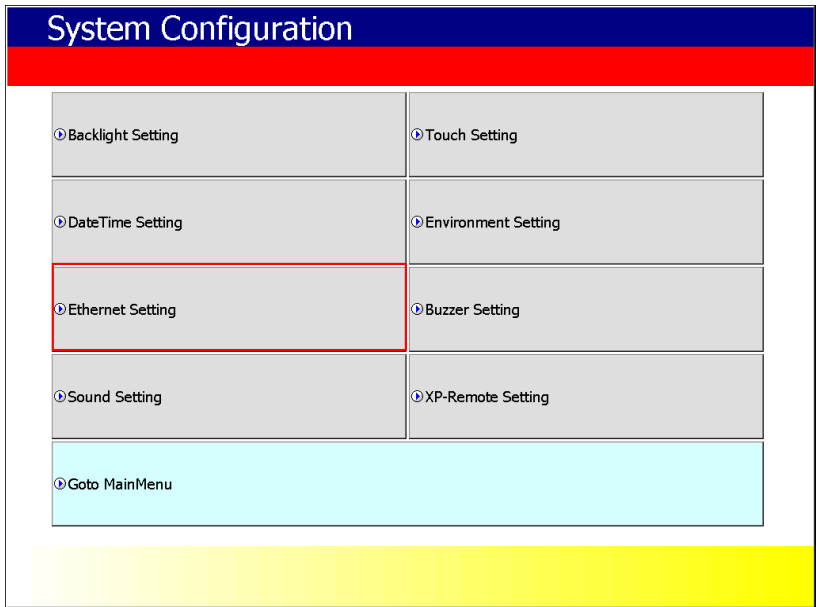 System Configuration
Backlight Setting
Touch Setting
DateTime Setting
Environment Setting
Ethernet Setting
Buzzer Setting
Sound Setting
XP-Remote Setting
Goto MainMenu